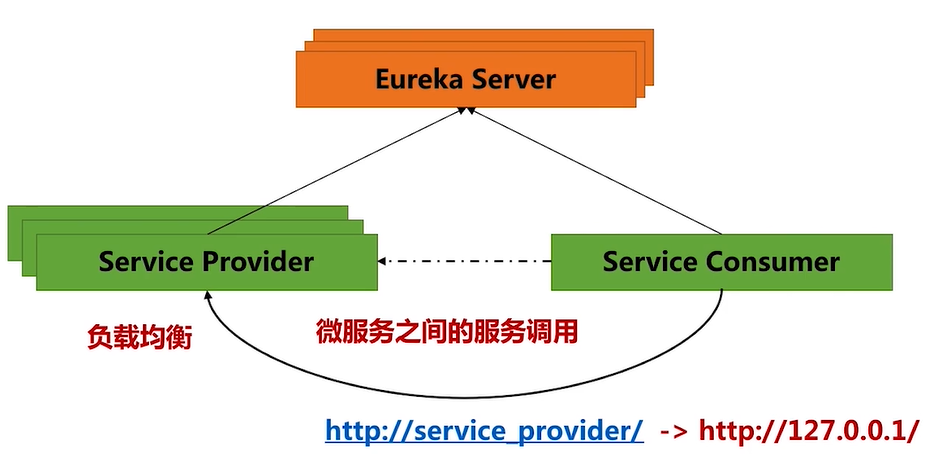 Eureka Server
Service Provider
Service Consumer
负载均衡
微服务之间的服务调用
http://service_provider/ -> http://127.0.0.1/